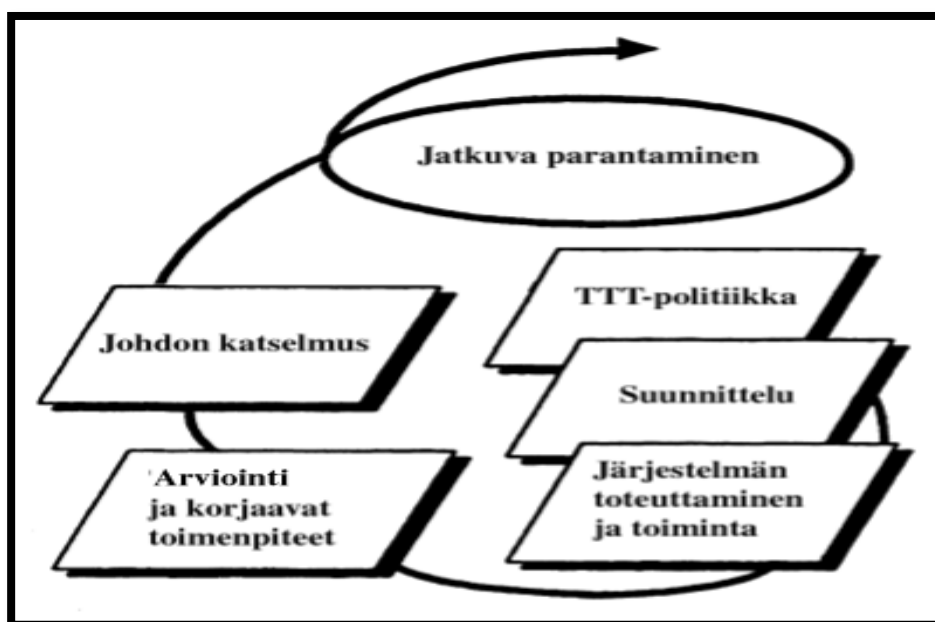 Jatkuva parantaminen
TTT-politiikka
Suunnittelu
Järjestelmän
toteuttaminen
ja toiminta
Arviointi
ja korjaavat
toimenpiteet
Johdon katselmus